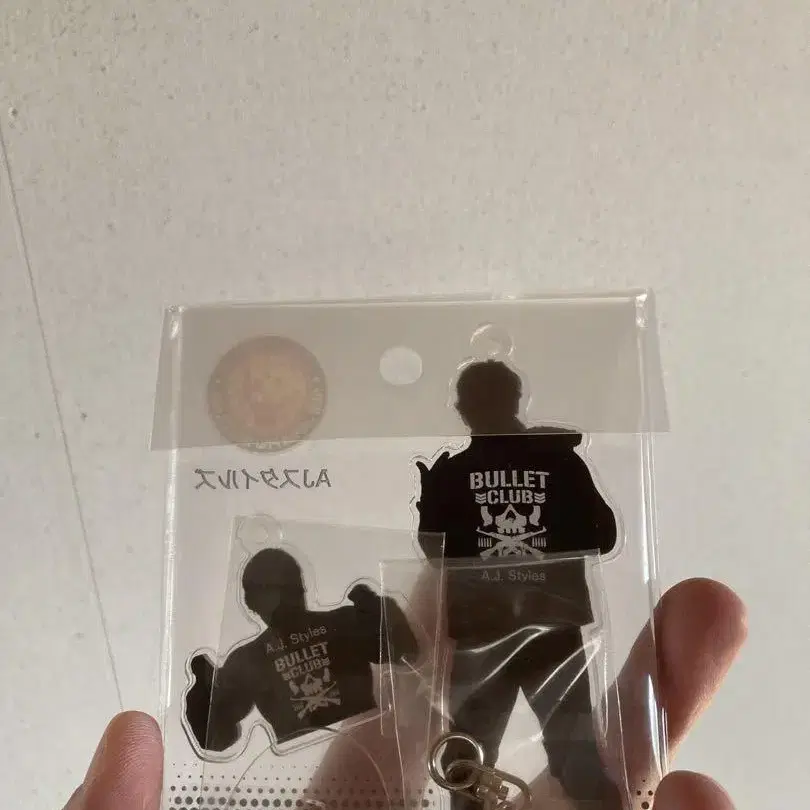 AJスタイルズ
BULLET
CLUB
A.J. Styles
A.J. Styles
BULLET
CLUB